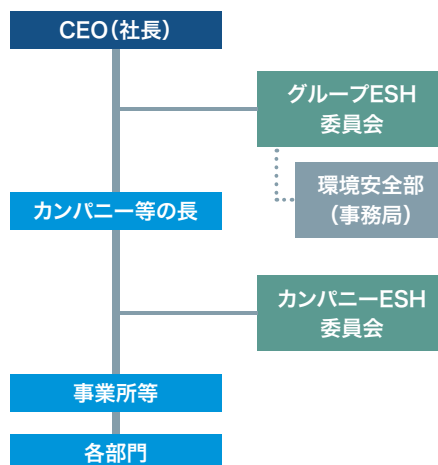 CEO（社長）
グループESH
委員会
環境安全部
（事務局）
カンパニー等の長
カンパニーESH
委員会
事業所等
各部門